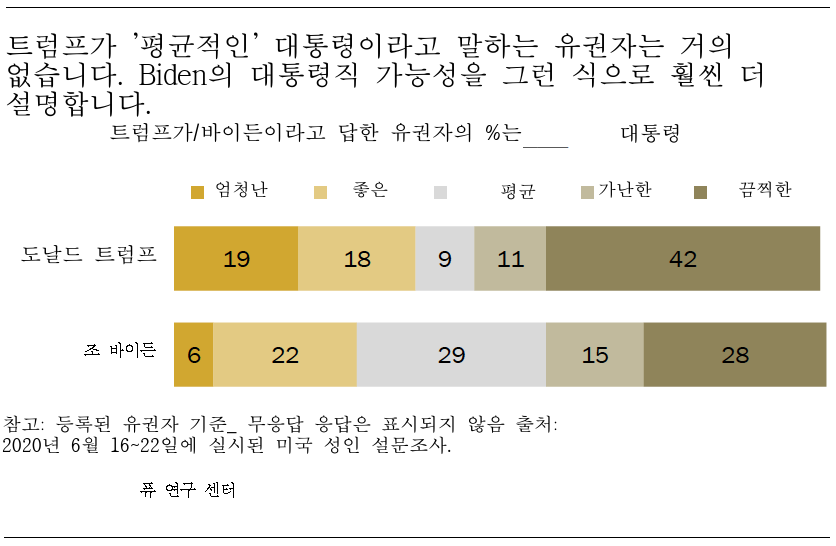 트럼프가 '평균적인' 대통령이라고 말하는 유권자는 거의
없습니다. Biden의 대통령직 가능성을 그런 식으로 훨씬 더
설명합니다.
트럼프가/바이든이라고 답한 유권자의 %는____ 대통령
엄청난 좋은 평균 가난한 끔찍한
도날드 트럼프 19 18 9 11 42
조 바이든 6 22 29 15 28
참고: 등록된 유권자 기준_ 무응답 응답은 표시되지 않음 출처:
2020년 6월 16~22일에 실시된 미국 성인 설문조사.
퓨 연구 센터